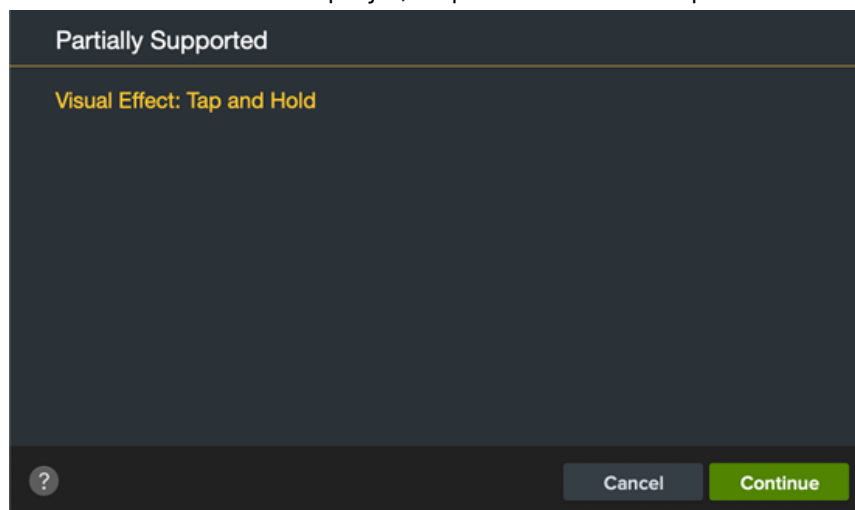 Partially Supported
Visual Effect: Tap and Hold
?
Cancel
Continue